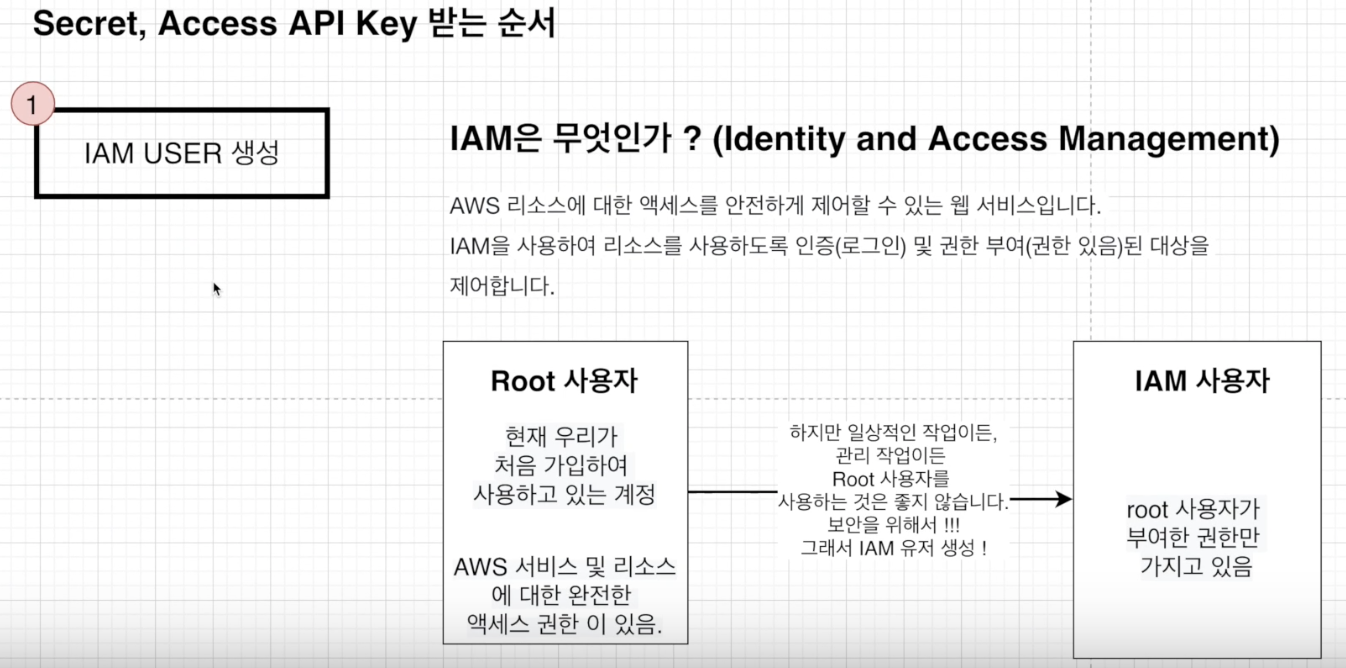 Secret, Access API Key 받는 순서
1
IAM USER 생성
IAM은 무엇인가 ? (Identity and Access Management)
AWS 리소스에 대한 액세스를 안전하게 제어할 수 있는 웹 서비스입니다.
IAM을 사용하여 리소스를 사용하도록 인증(로그인) 및 권한 부여(권한 있음)된 대상을
제어합니다.
Root 사용자
현재 우리가
처음 가입하여
사용하고 있는 계정
AWS 서비스 및 리소스
에 대한 완전한
액세스 권한 이 있음.
하지만 일상적인 작업이든,
관리 작업이든
Root 사용자를
사용하는 것은 좋지 않습니다.
보안을 위해서 !!!
그래서 IAM 유저 생성 !
IAM 사용자
root 사용자가
부여한 권한만
가지고 있음